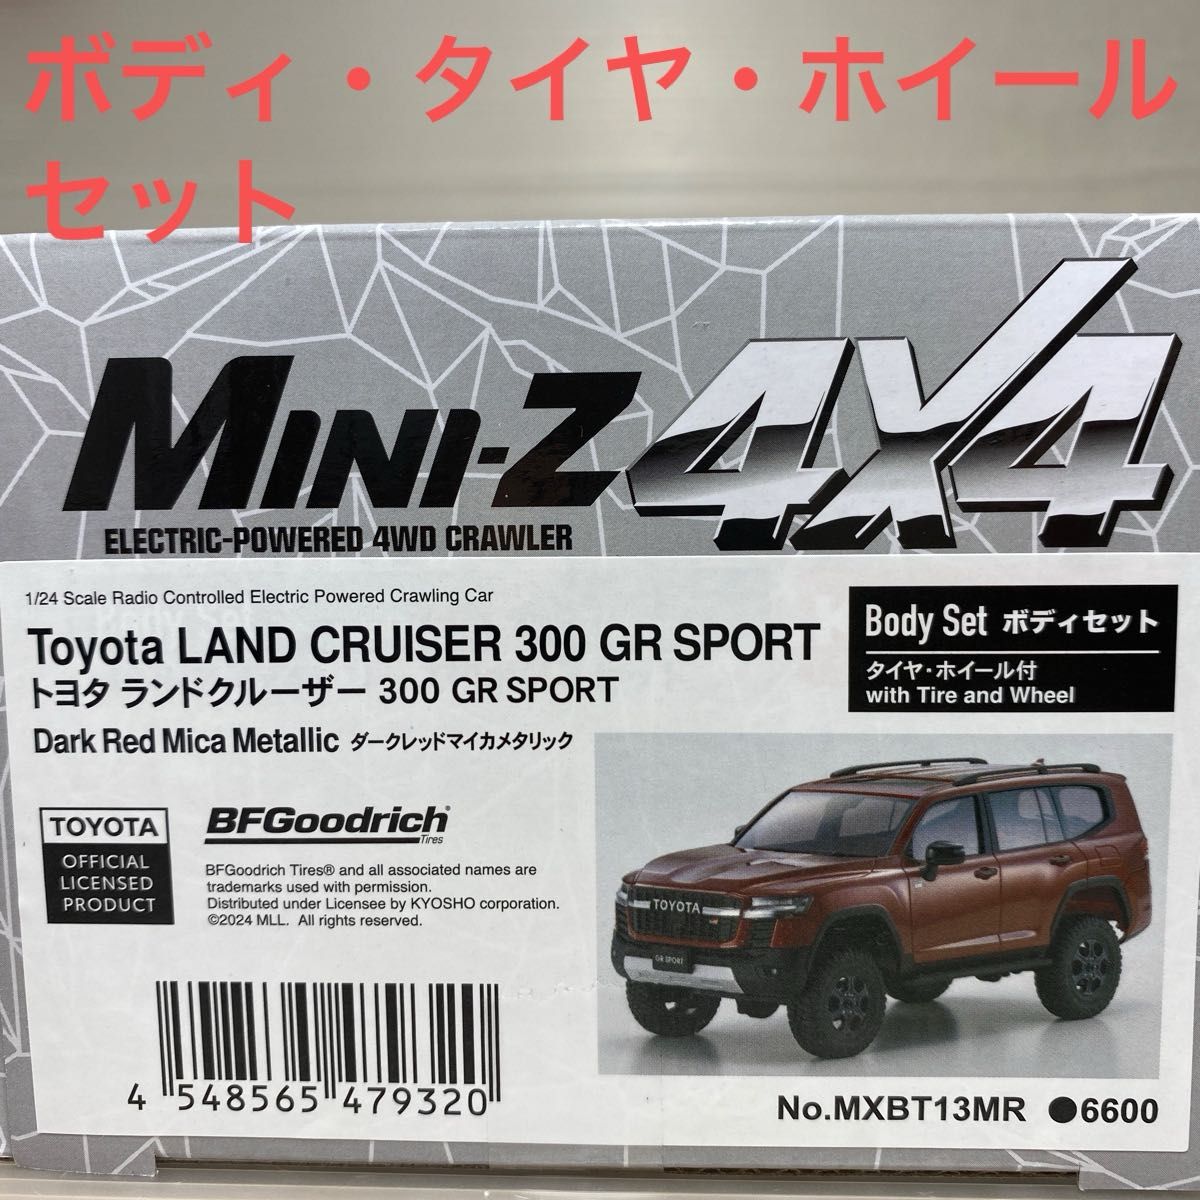 ボディ・タイヤ・ホイール
セット
MINI-Z 4X4
ELECTRIC-POWERED 4WD CRAWLER
1/24 Scale Radio Controlled Electric Powered Crawling Car
Toyota LAND CRUISER 300 GR SPORT
トヨタ ランドクルーザー 300 GR SPORT
Dark Red Mica Metallic ダークレッドマイカメタリック
Body Set ボディセット
タイヤ・ホイール付
with Tire and Wheel
TOYOTA
OFFICIAL
LICENSED
PRODUCT
BFGoodrich®
Tires
BFGoodrich Tires® and all associated names are
trademarks used with permission.
Distributed under Licensee by KYOSHO corporation.
©2024 MLL. All rights reserved.
TOYOTA
GR SPORT
4 548565 479320
No.MXBT13MR ●6600